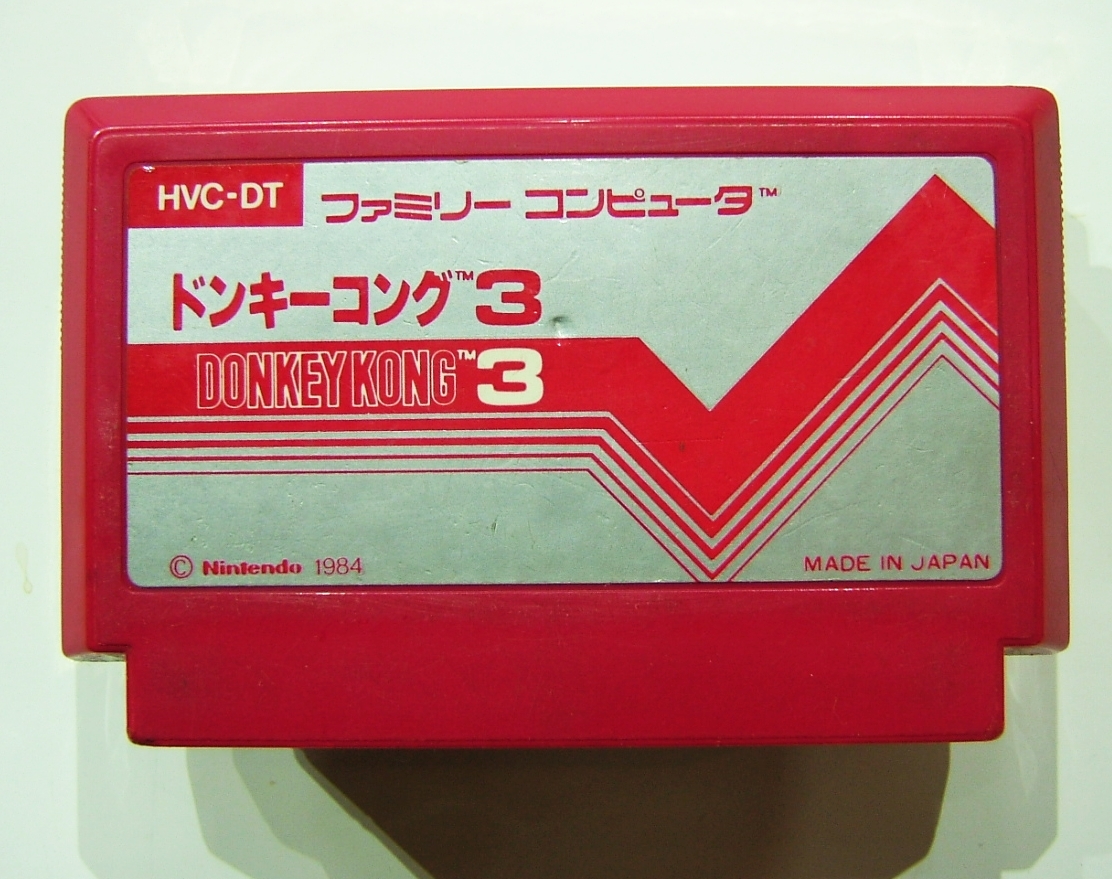 HVC-DT
ファミリー コンピュータ™
ドンキーコング™3
DONKEY KONG™3
© Nintendo 1984
MADE IN JAPAN